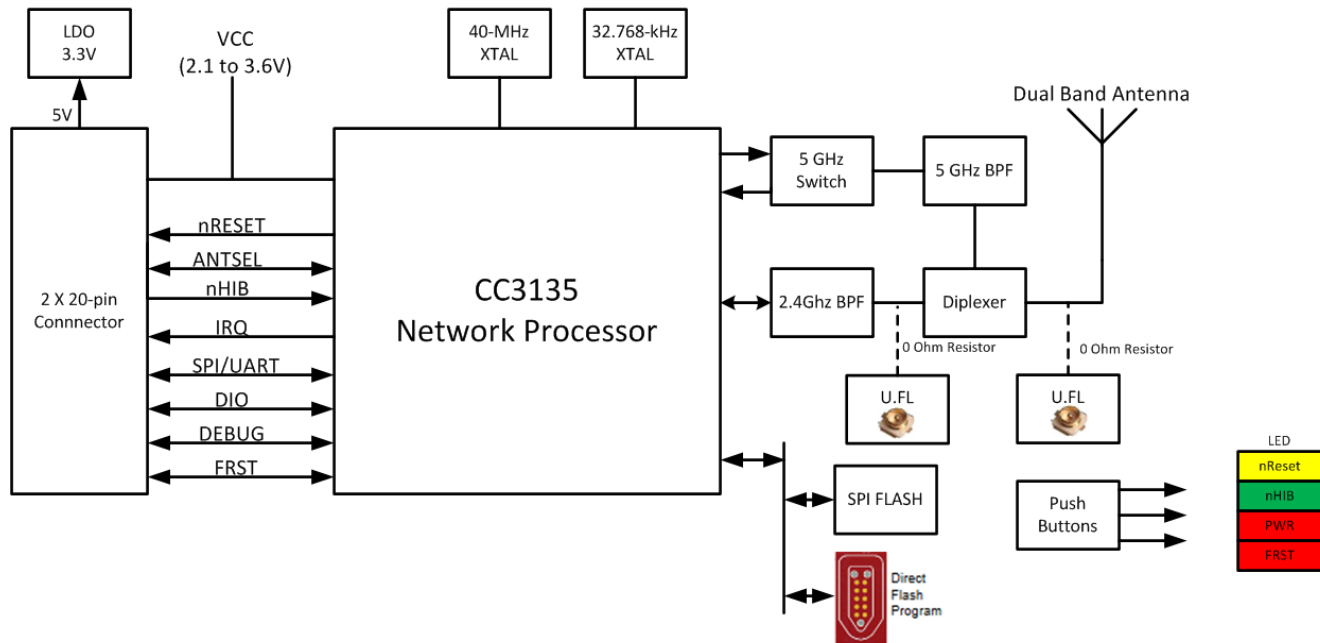 LDO
3.3V
VCC
(2.1 to 3.6V)
40-MHz
XTAL
32.768-kHz
XTAL
Dual Band Antenna
5V
5 GHz
Switch
5 GHz BPF
nRESET
ANTSEL
nHIB
2 X 20-pin
Connnector
IRQ
SPI/UART
DIO
DEBUG
FRST
CC3135
Network Processor
2.4Ghz BPF
Diplexer
0 Ohm Resistor
0 Ohm Resistor
U.FL
U.FL
SPI FLASH
Direct
Flash
Program
Push
Buttons
LED
nReset
nHIB
PWR
FRST